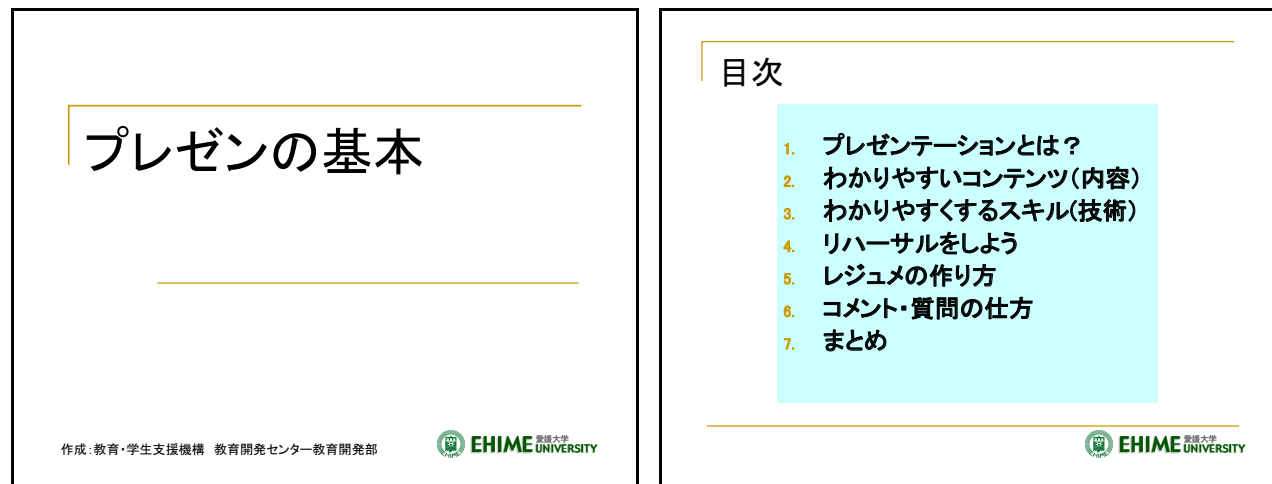 プレゼンの基本
作成:教育・学生支援機構 教育開発センター教育開発部
EHIME 愛媛大学 UNIVERSITY
目次
1. プレゼンテーションとは?
2. わかりやすいコンテンツ(内容)
3. わかりやすくするスキル(技術)
4. リハーサルをしよう
5. レジュメの作り方
6. コメント・質問の仕方
7. まとめ
EHIME 愛媛大学 UNIVERSITY